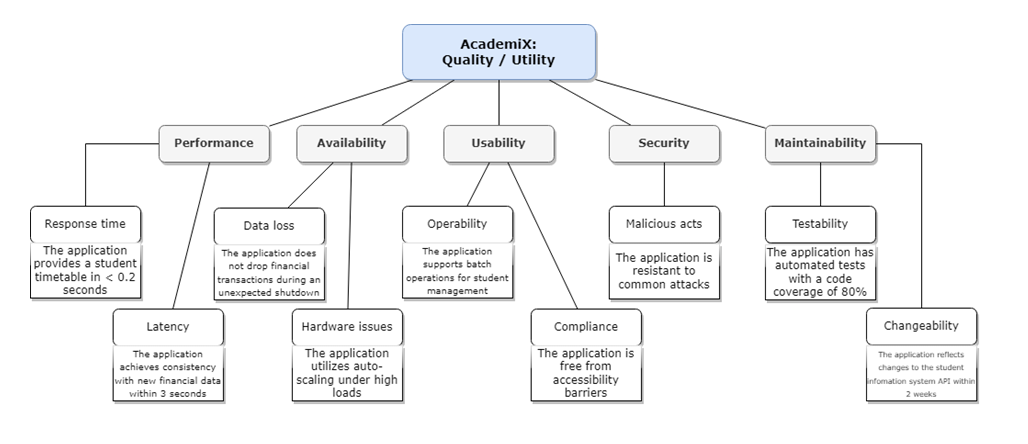 AcademiX:
Quality / Utility
Performance
Availability
Usability
Security
Maintainability
Response time
The application
provides a student
timetable in < 0.2
seconds
Data loss
The application does
not drop financial
transactions during an
unexpected shutdown
Operability
The application
supports batch
operations for student
management
Malicious acts
The application is
resistant to
common attacks
Testability
The application has
automated tests
with a code
coverage of 80%
Latency
The application
achieves consistency
with new financial data
within 3 seconds
Hardware issues
The application
utilizes auto-
scaling under high
loads
Compliance
The application is
free from
accessibility
barriers
Changeability
The application reflects
changes to the student
infomation system API within
2 weeks